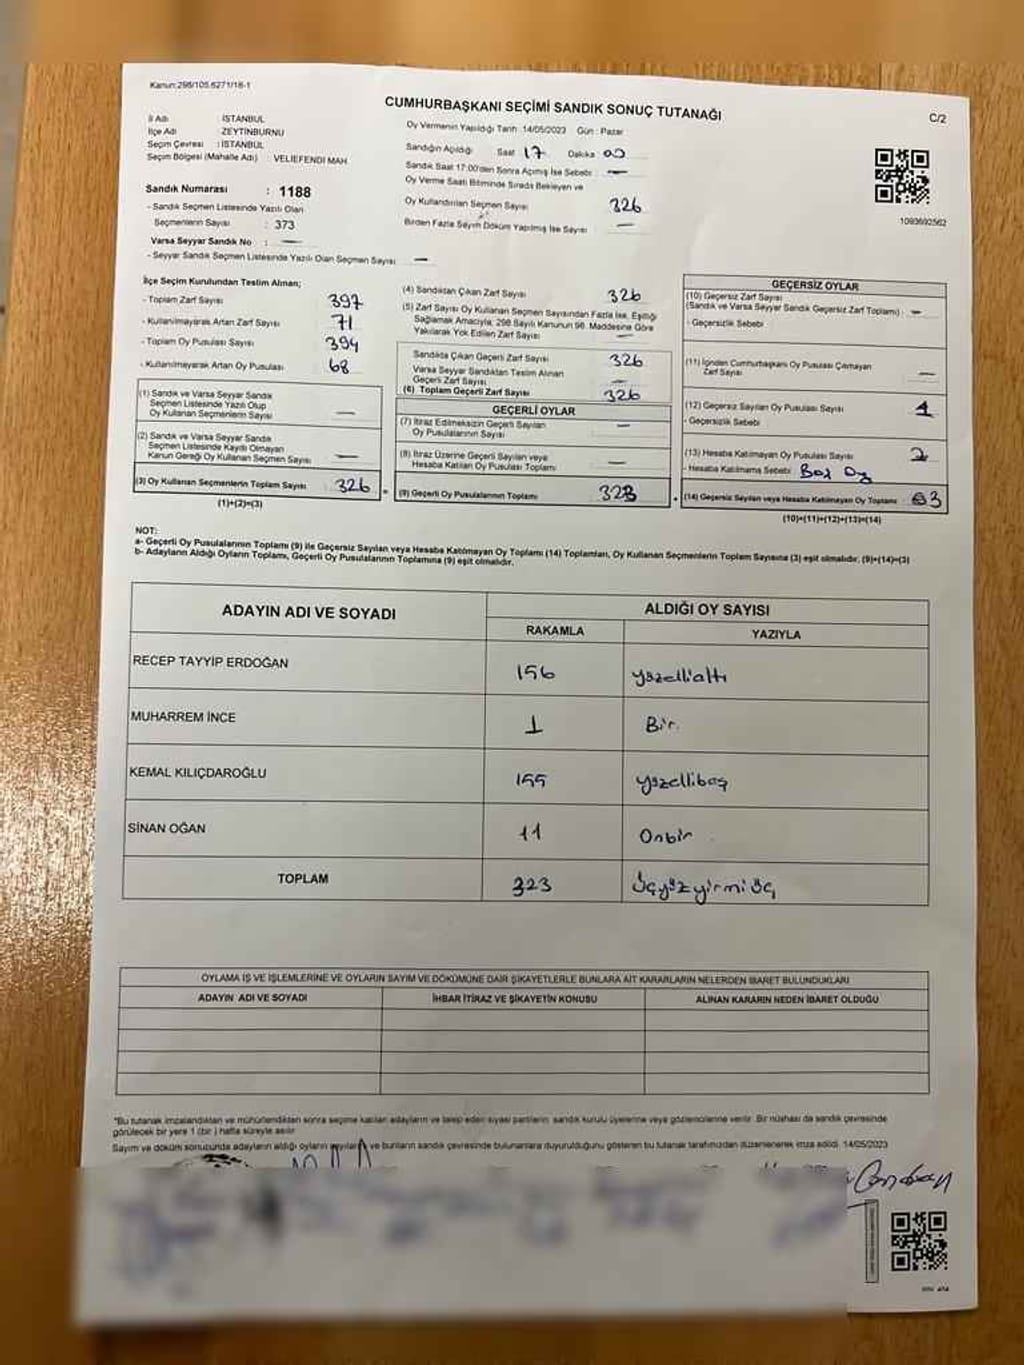 Kanun:298/105.6271/18-1
CUMHURBAŞKANI SEÇİMİ SANDIK SONUÇ TUTANAĞI
C/2
İl Adı : İSTANBUL
İlçe Adı : ZEYTİNBURNU
Seçim Çevresi : İSTANBUL
Seçim Bölgesi (Mahalle Adı) : VELİEFENDİ MAH.
Sandık Numarası : 1188
- Sandık Seçmen Listesinde Yazılı Olan
Seçmenlerin Sayısı : 373
Varsa Seyyar Sandık No : —
- Seyyar Sandık Seçmen Listesinde Yazılı Olan Seçmen Sayısı —
Oy Vermenin Yapıldığı Tarih :14/05/2023 Gün : Pazar
Sandığın Açıldığı Saat 17 Dakika 00
Sandık Saat 17:00'den Sonra Açımış İse Sebebi —
Oy Verme Saati Bitiminde Sırada Bekleyen ve
Oy Kullandırılan Seçmen Sayısı 326
Birden Fazla Sayım Döküm Yapılmış İse Sayısı —
1093692562
İlçe Seçim Kurulundan Teslim Alınan;
- Toplam Zarf Sayısı 397
- Kullanılmayarak Artan Zarf Sayısı 71
- Toplam Oy Pusulası Sayısı 394
- Kullanılmayarak Artan Oy Pusulası 68
(1) Sandık ve Varsa Seyyar Sandık
Seçmen Listesinde Yazılı Olup
Oy Kullanan Seçmenlerin Sayısı —
(2) Sandık ve Varsa Seyyar Sandık
Seçmen Listesinde Kaydı Olmayan
Kanun Gereği Oy Kullanan Seçmen Sayısı —
(3) Oy Kullanan Seçmenlerin Toplam Sayısı 326
(1)+(2)=(3)
(4) Sandıktan Çıkan Zarf Sayısı 326
(5) Zarf Sayısı Oy Kullanan Seçmen Sayısından Fazla İse, Eşitliği
Sağlamak Amacıyla, 298 Sayılı Kanunun 98. Maddesine Göre
Yakılarak Yok Edilen Zarf Sayısı —
Sandıkta Çıkan Geçerli Zarf Sayısı 326
Varsa Seyyar Sandıktan Teslim Alınan
Geçerli Zarf Sayısı —
(6) Toplam Geçerli Zarf Sayısı 326
GEÇERLİ OYLAR
(7) İtiraz Edilmeksizin Geçerli Sayılan
Oy Pusulalarının Sayısı —
(8) İtiraz Üzerine Geçerli Sayılan veya
Hesaba Katılan Oy Pusulası Toplamı —
(9) Geçerli Oy Pusulalarının Toplamı 323
GEÇERSİZ OYLAR
(10) Geçersiz Zarf Sayısı
(Sandık ve Varsa Seyyar Sandık Geçersiz Zarf Toplamı) : —
- Geçersizlik Sebebi
(11) İçinden Cumhurbaşkanı Oy Pusulası Çıkmayan
Zarf Sayısı —
(12) Geçersiz Sayılan Oy Pusulası Sayısı 1
- Geçersizlik Sebebi
(13) Hesaba Katılmayan Oy Pusulası Sayısı 2
- Hesaba Katılmama Sebebi Boş Oy
(14) Geçersiz Sayılan veya Hesaba Katılmayan Oy Toplamı 3
(10)+(11)+(12)+(13)=(14)
NOT:
a- Geçerli Oy Pusulalarının Toplamı (9) ile Geçersiz Sayılan veya Hesaba Katılmayan Oy Toplamı (14) Toplamları, Oy Kullanan Seçmenlerin Toplam Sayısına (3) eşit olmalıdır. (9)+(14)=(3)
b- Adayların Aldığı Oyların Toplamı, Geçerli Oy Pusulalarının Toplamına (9) eşit olmalıdır.
ADAYIN ADI VE SOYADI ALDIĞI OY SAYISI
RAKAMLA YAZIYLA
RECEP TAYYİP ERDOĞAN 156 yüzellialtı
MUHARREM İNCE 1 Bir.
KEMAL KILIÇDAROĞLU 155 yüzellibeş
SİNAN OĞAN 11 Onbir
TOPLAM 323 Üçyüzyirmiüç
OYLAMA İŞ VE İŞLEMLERİNE VE OYLARIN SAYIM VE DÖKÜMÜNE DAİR ŞİKAYETLERLE BUNLARA AİT KARARLARIN NELERDEN İBARET BULUNDUKLARI
ADAYIN ADI VE SOYADI İHBAR İTİRAZ VE ŞİKAYETİN KONUSU ALINAN KARARIN NEDEN İBARET OLDUĞU
*Bu tutanak imzalandıktan ve mühürlendikten sonra seçime katılan adayların ve talep eden siyasi partilerin sandık kurulu üyelerine veya gözlemcilerine verilir. Bir nüshası da sandık çevresinde
görülecek bir yere 1 (bir) hafta süreyle asılır.
Sayım ve döküm sonucunda adayların aldığı oyların ve bunların sandık çevresinde bulunanlara duyurulduğunu gösteren bu tutanak tarafımızdan düzenlenerek imza edildi. 14/05/2023